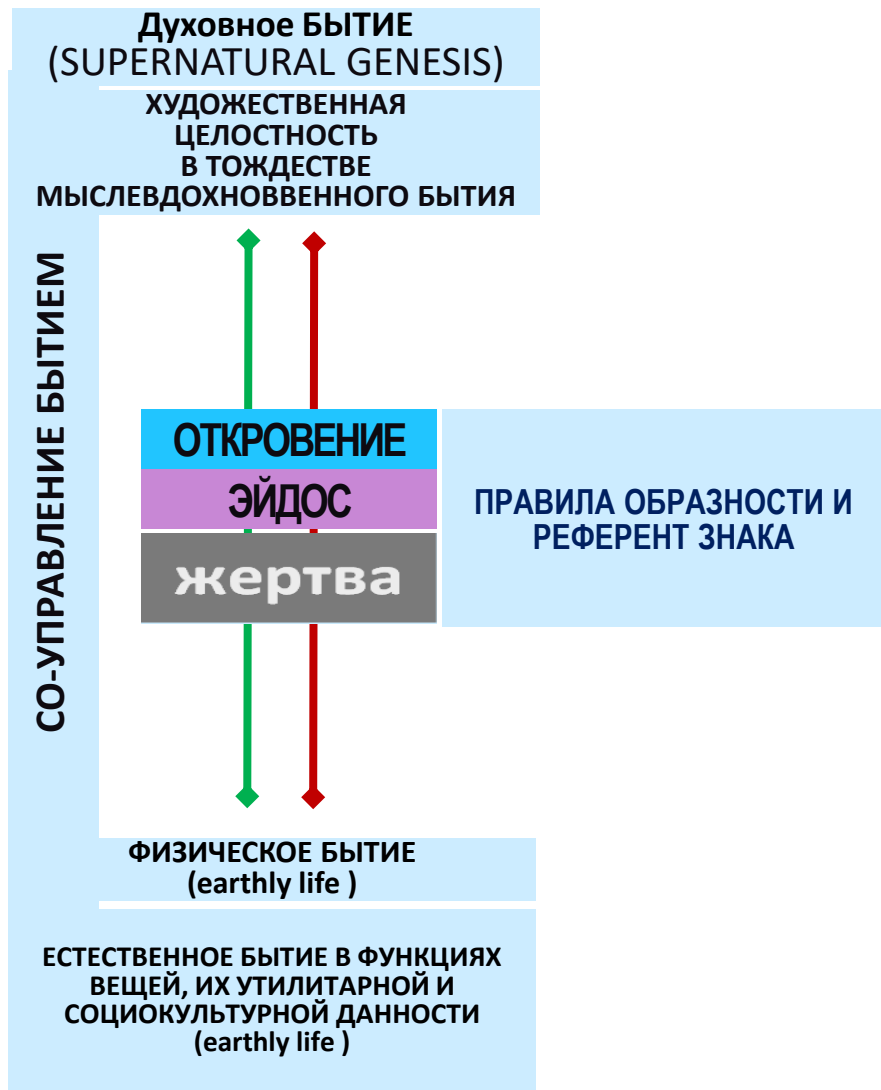 Духовное БЫТИЕ
(SUPERNATURAL GENESIS)
ХУДОЖЕСТВЕННАЯ
ЦЕЛОСТНОСТЬ
В ТОЖДЕСТВЕ
МЫСЛЕВДОХНОВВЕННОГО БЫТИЯ
СО-УПРАВЛЕНИЕ БЫТИЕМ
ОТКРОВЕНИЕ
ЭЙДОС
жертва
ПРАВИЛА ОБРАЗНОСТИ И
РЕФЕРЕНТ ЗНАКА
ФИЗИЧЕСКОЕ БЫТИЕ
(earthly life )
ЕСТЕСТВЕННОЕ БЫТИЕ В ФУНКЦИЯХ
ВЕЩЕЙ, ИХ УТИЛИТАРНОЙ И
СОЦИОКУЛЬТУРНОЙ ДАННОСТИ
(earthly life )